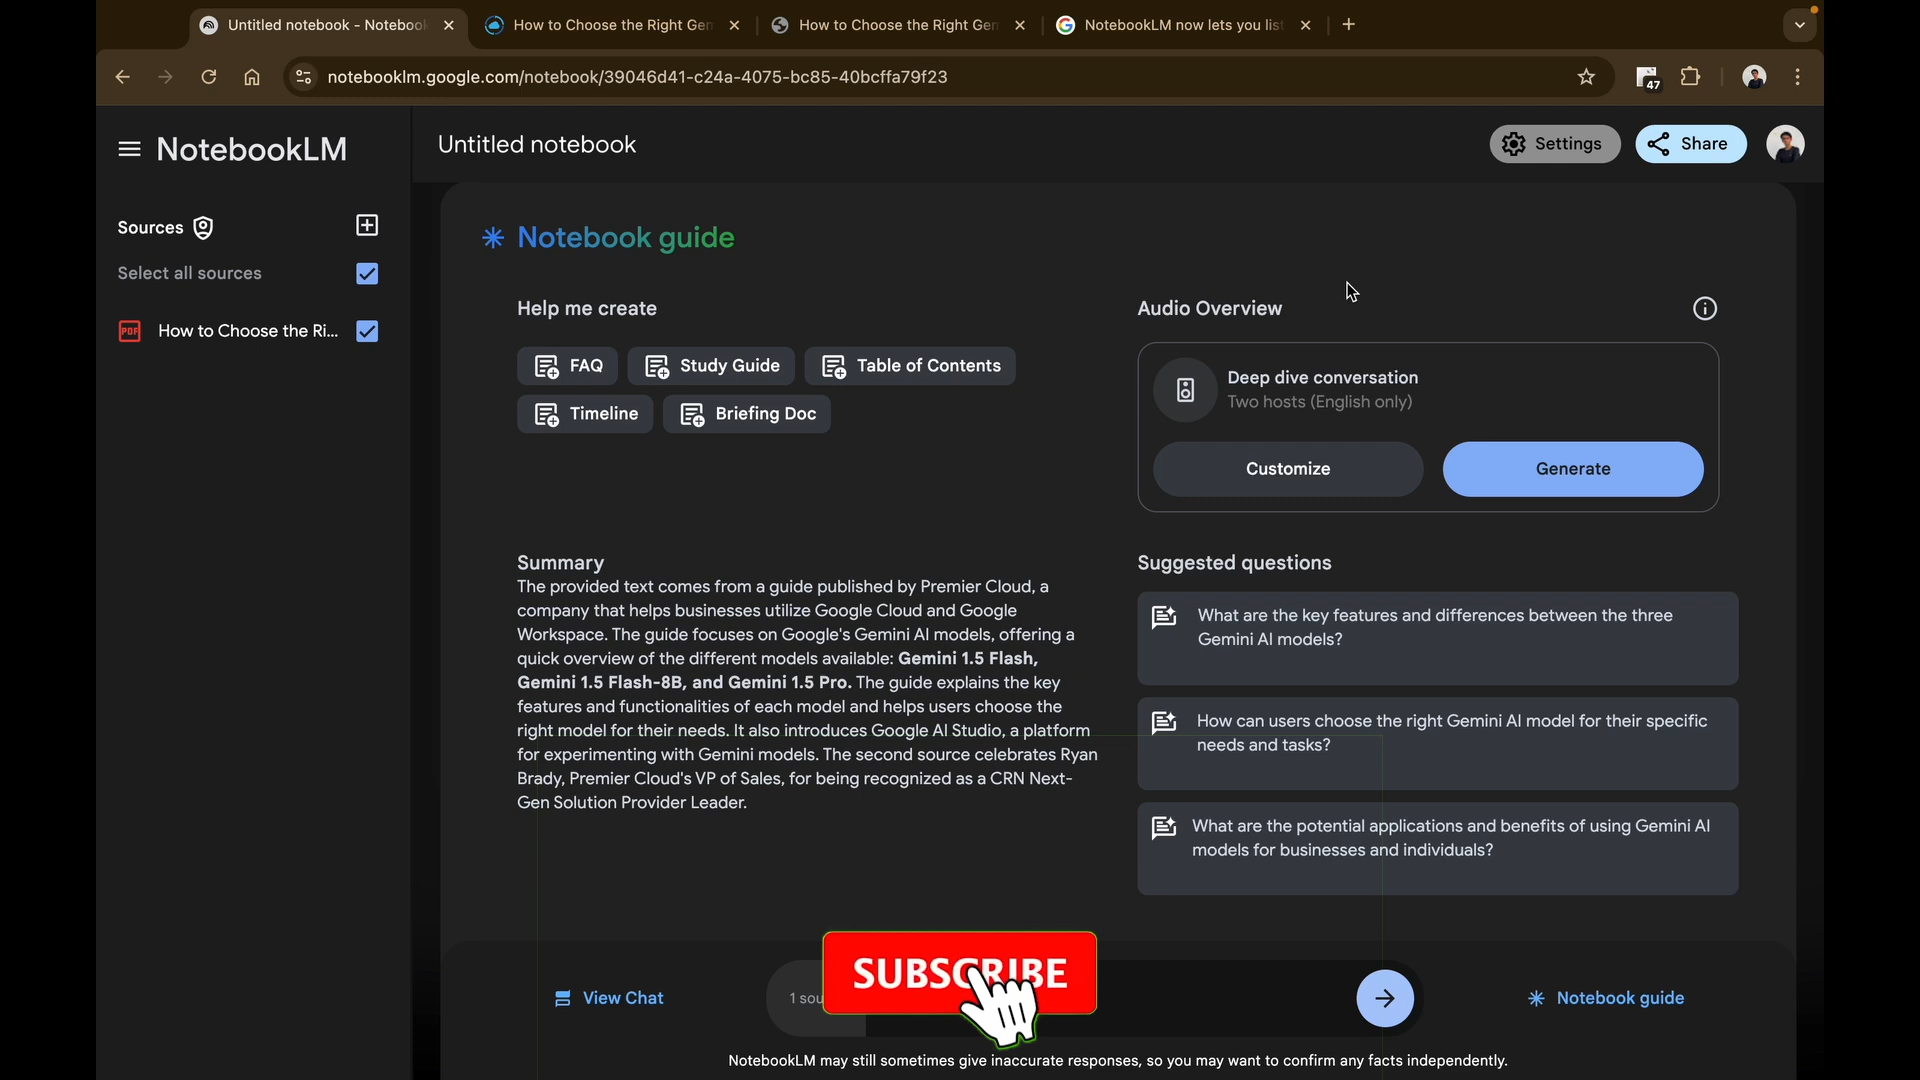 Untitled notebook - Notebook
How to Choose the Right Gem
How to Choose the Right Gem
NotebookLM now lets you list
notebooklm.google.com/notebook/39046d41-c24a-4075-bc85-40bcffa79f23
47
NotebookLM
Untitled notebook
Settings
Share
Sources
Select all sources
PDF
How to Choose the Ri...
Notebook guide
Help me create
FAQ
Study Guide
Table of Contents
Timeline
Briefing Doc
Audio Overview
Deep dive conversation
Two hosts (English only)
Customize
Generate
Summary
The provided text comes from a guide published by Premier Cloud, a
company that helps businesses utilize Google Cloud and Google
Workspace. The guide focuses on Google's Gemini AI models, offering a
quick overview of the different models available: Gemini 1.5 Flash,
Gemini 1.5 Flash-8B, and Gemini 1.5 Pro. The guide explains the key
features and functionalities of each model and helps users choose the
right model for their needs. It also introduces Google AI Studio, a platform
for experimenting with Gemini models. The second source celebrates Ryan
Brady, Premier Cloud's VP of Sales, for being recognized as a CRN Next-
Gen Solution Provider Leader.
Suggested questions
What are the key features and differences between the three
Gemini AI models?
How can users choose the right Gemini AI model for their specific
needs and tasks?
What are the potential applications and benefits of using Gemini AI
models for businesses and individuals?
View Chat
1 sou
SUBSCRIBE
Notebook guide
NotebookLM may still sometimes give inaccurate responses, so you may want to confirm any facts independently.